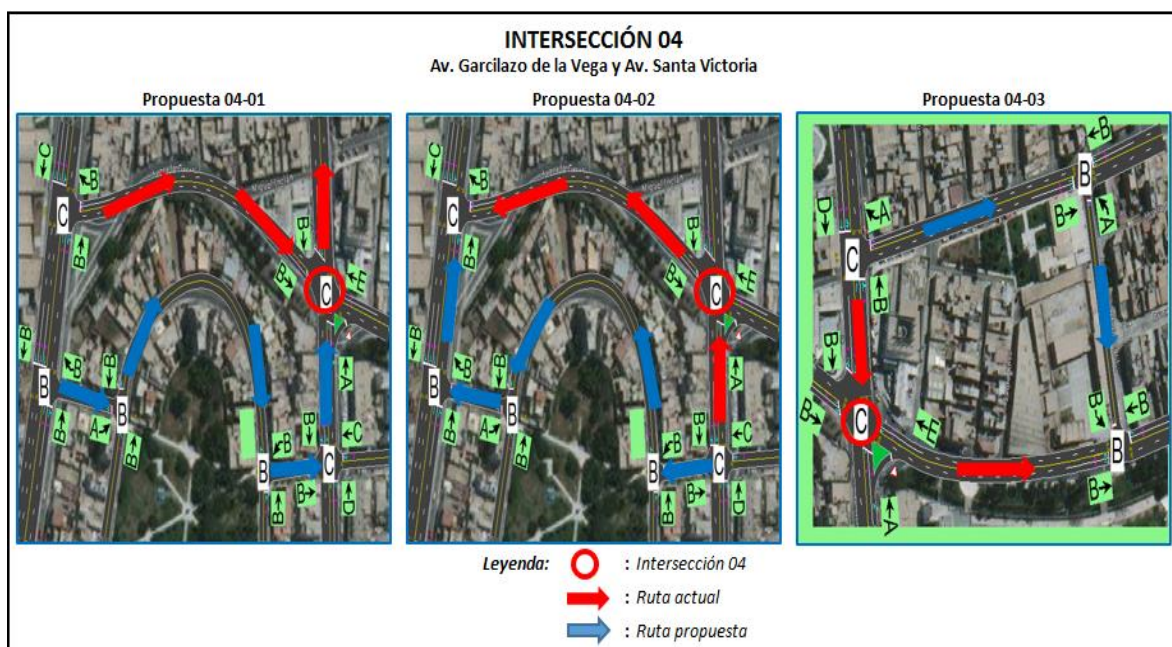 INTERSECCIÓN 04
Av. Garcilazo de la Vega y Av. Santa Victoria
Propuesta 04-01
Propuesta 04-02
Propuesta 04-03
←C
B
C
B→
B→
E
B→
C
←B
B
B
B→
B
A→
B→
←A
B→
←C
B
B
C
←B
B→
←D
←C
B
C
B→
B→
E
B→
C
←B
B
B
B→
B
A→
B→
←A
B→
←C
B
B
C
←B
B→
←D
←B
B
D→
A
B→
A
C
←B
B→
B→
C
E
B→
←B
B
B→
←A
Leyenda:
: Intersección 04
: Ruta actual
: Ruta propuesta